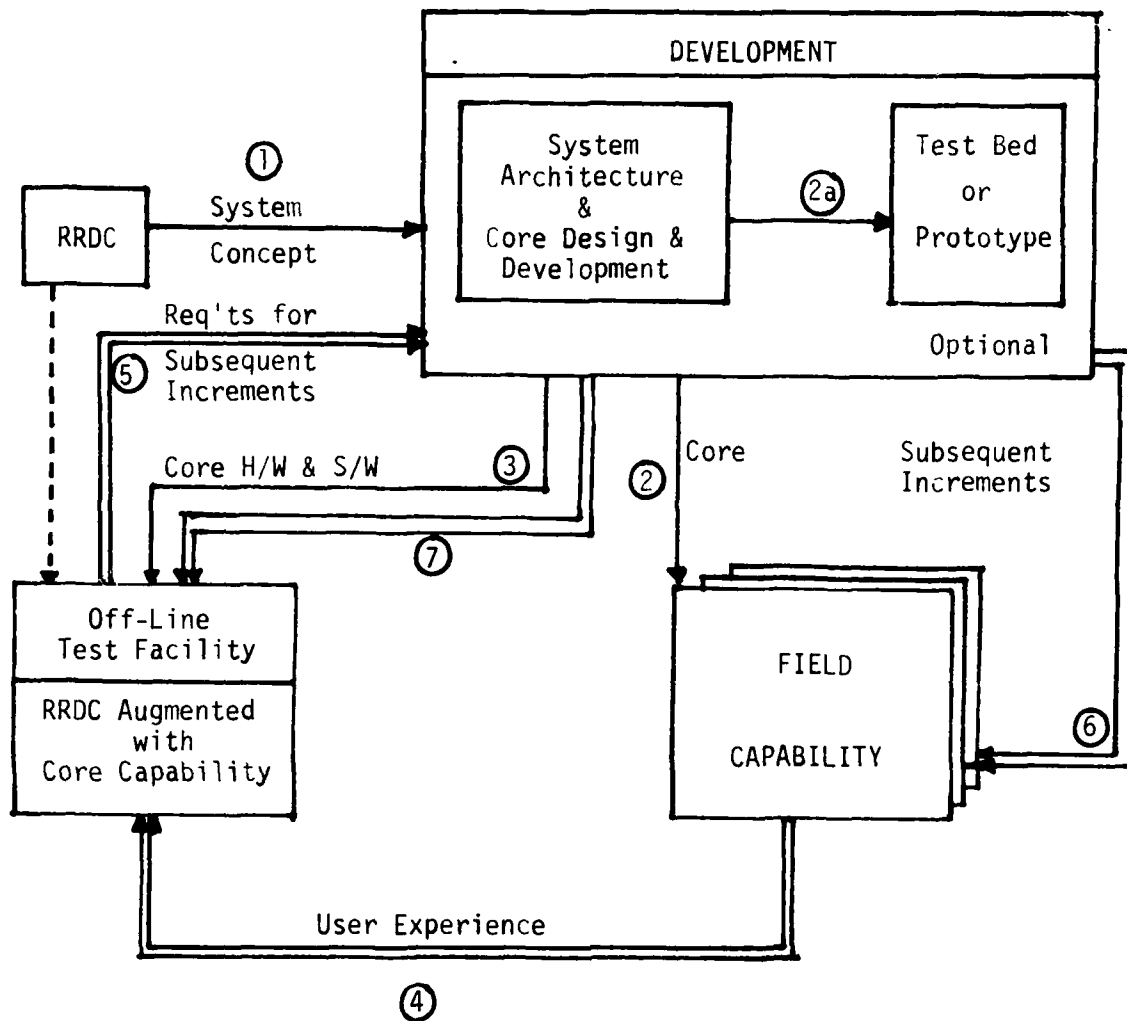 DEVELOPMENT
System
Architecture
&
Core Design &
Development
2a
Test Bed
or
Prototype
Optional
1
System
Concept
RRDC
Req'ts for
Subsequent
Increments
5
Core H/W & S/W
3
7
2
Core
Subsequent
Increments
6
Off-Line
Test Facility
RRDC Augmented
with
Core Capability
FIELD
CAPABILITY
User Experience
4